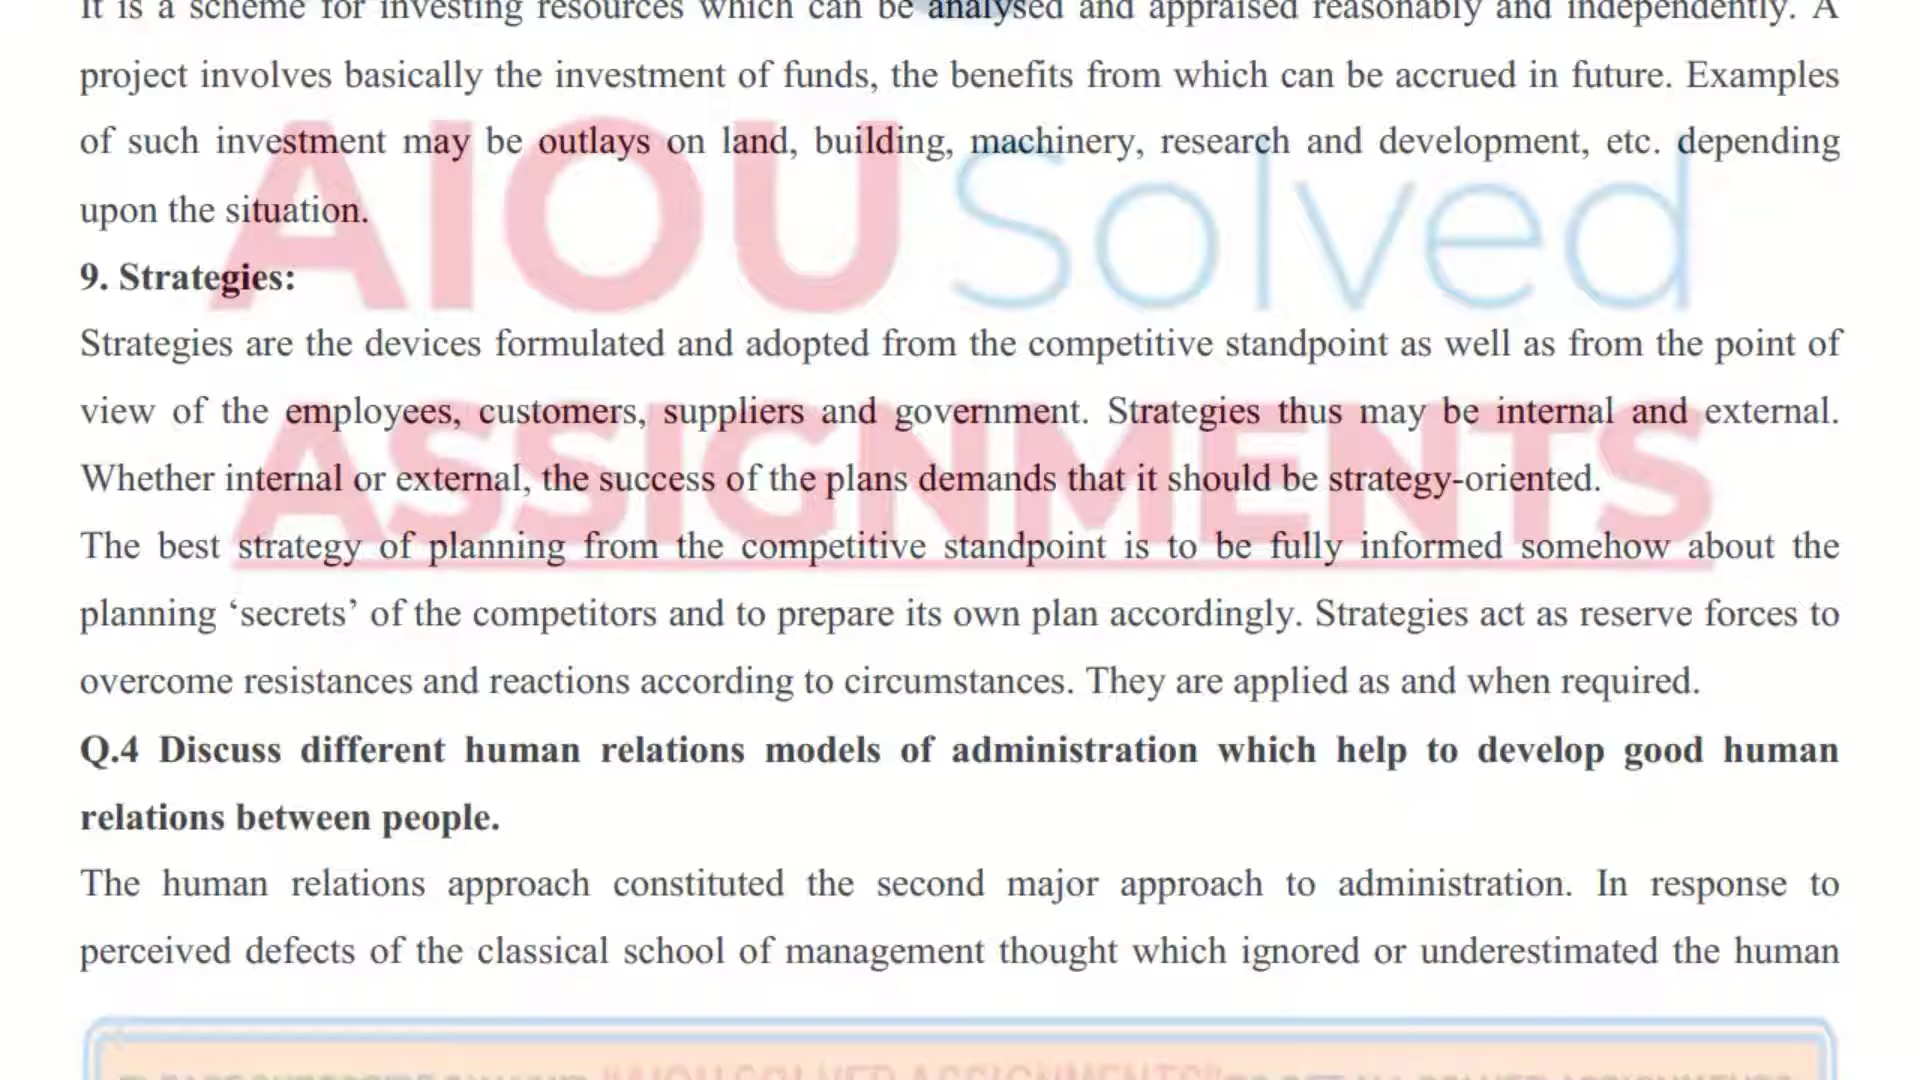 It is a scheme for investing resources which can be analysed and appraised reasonably and independently. A
project involves basically the investment of funds, the benefits from which can be accrued in future. Examples
of such investment may be outlays on land, building, machinery, research and development, etc. depending
upon the situation.
9. Strategies:
Strategies are the devices formulated and adopted from the competitive standpoint as well as from the point of
view of the employees, customers, suppliers and government. Strategies thus may be internal and external.
Whether internal or external, the success of the plans demands that it should be strategy-oriented.
The best strategy of planning from the competitive standpoint is to be fully informed somehow about the
planning ‘secrets’ of the competitors and to prepare its own plan accordingly. Strategies act as reserve forces to
overcome resistances and reactions according to circumstances. They are applied as and when required.
Q.4 Discuss different human relations models of administration which help to develop good human
relations between people.
The human relations approach constituted the second major approach to administration. In response to
perceived defects of the classical school of management thought which ignored or underestimated the human
AIOU Solved
ASSIGNMENTS
"AIOU SOLVED ASSIGNMENTS"